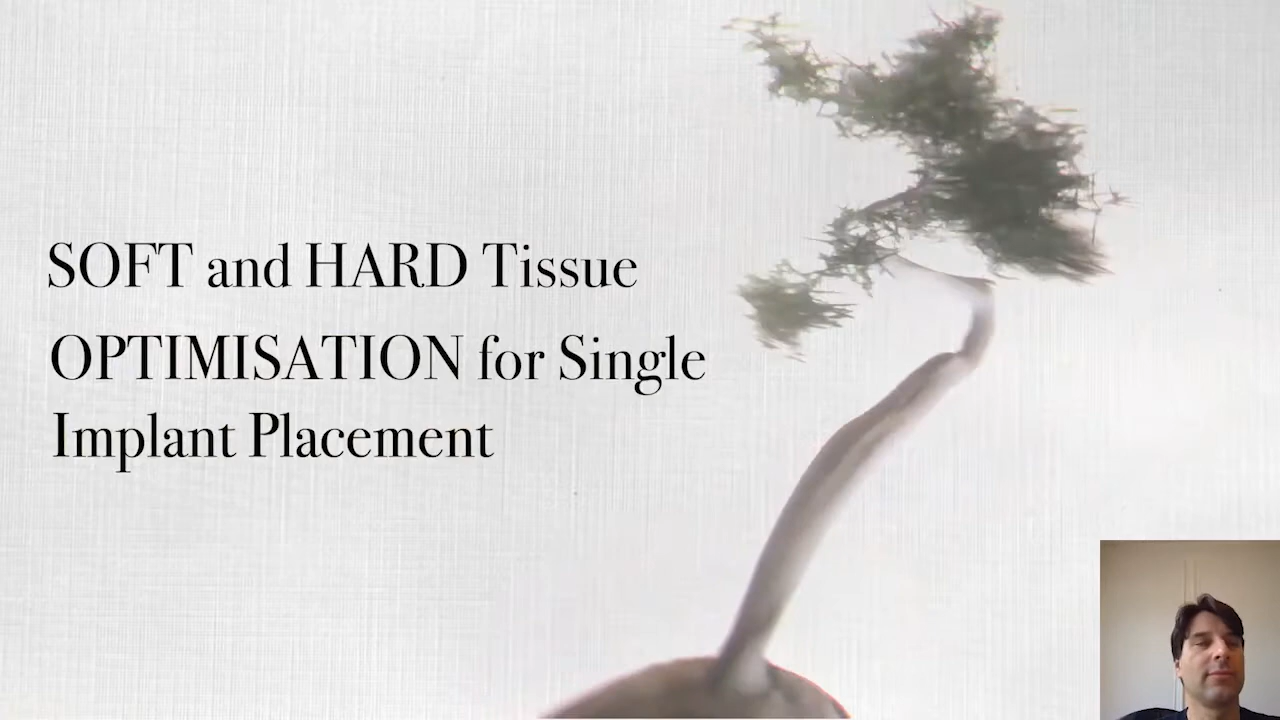 SOFT and HARD Tissue
OPTIMISATION for Single
Implant Placement